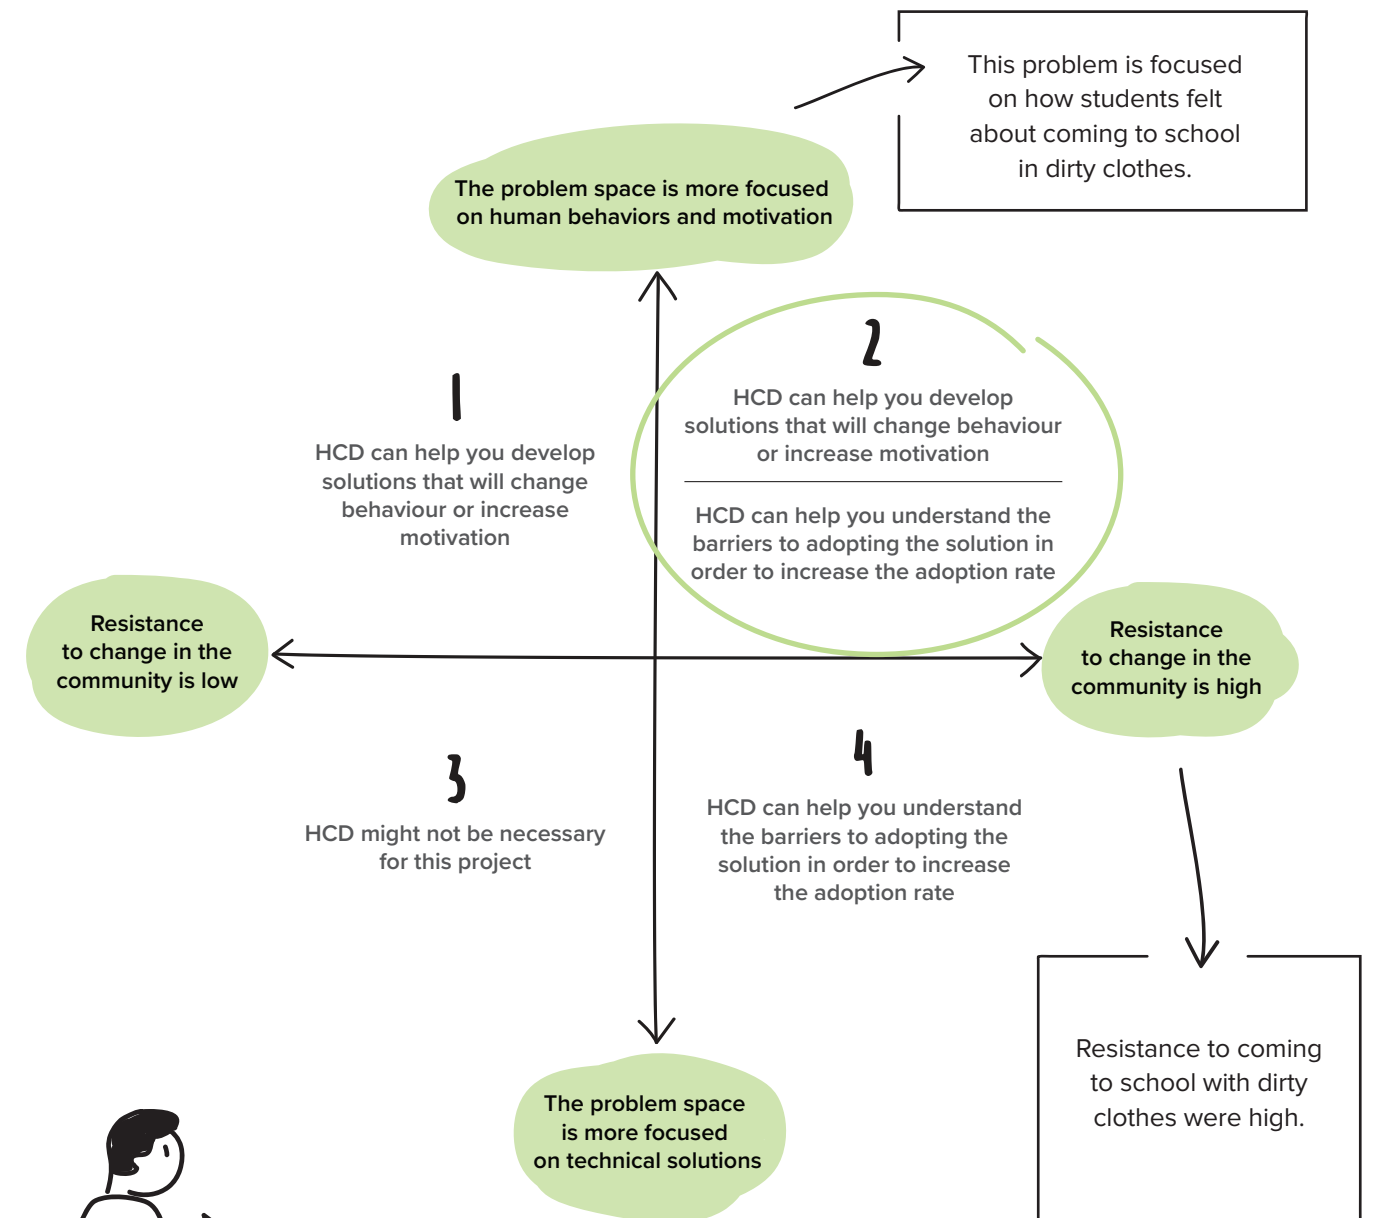 This problem is focused
on how students felt
about coming to school
in dirty clothes.
The problem space is more focused
on human behaviors and motivation
1
HCD can help you develop
solutions that will change
behaviour or increase
motivation
2
HCD can help you develop
solutions that will change behaviour
or increase motivation
HCD can help you understand the
barriers to adopting the solution in
order to increase the adoption rate
Resistance
to change in the
community is low
Resistance
to change in the
community is high
3
HCD might not be necessary
for this project
4
HCD can help you understand
the barriers to adopting the
solution in order to increase
the adoption rate
Resistance to coming
to school with dirty
clothes were high.
The problem space
is more focused
on technical solutions